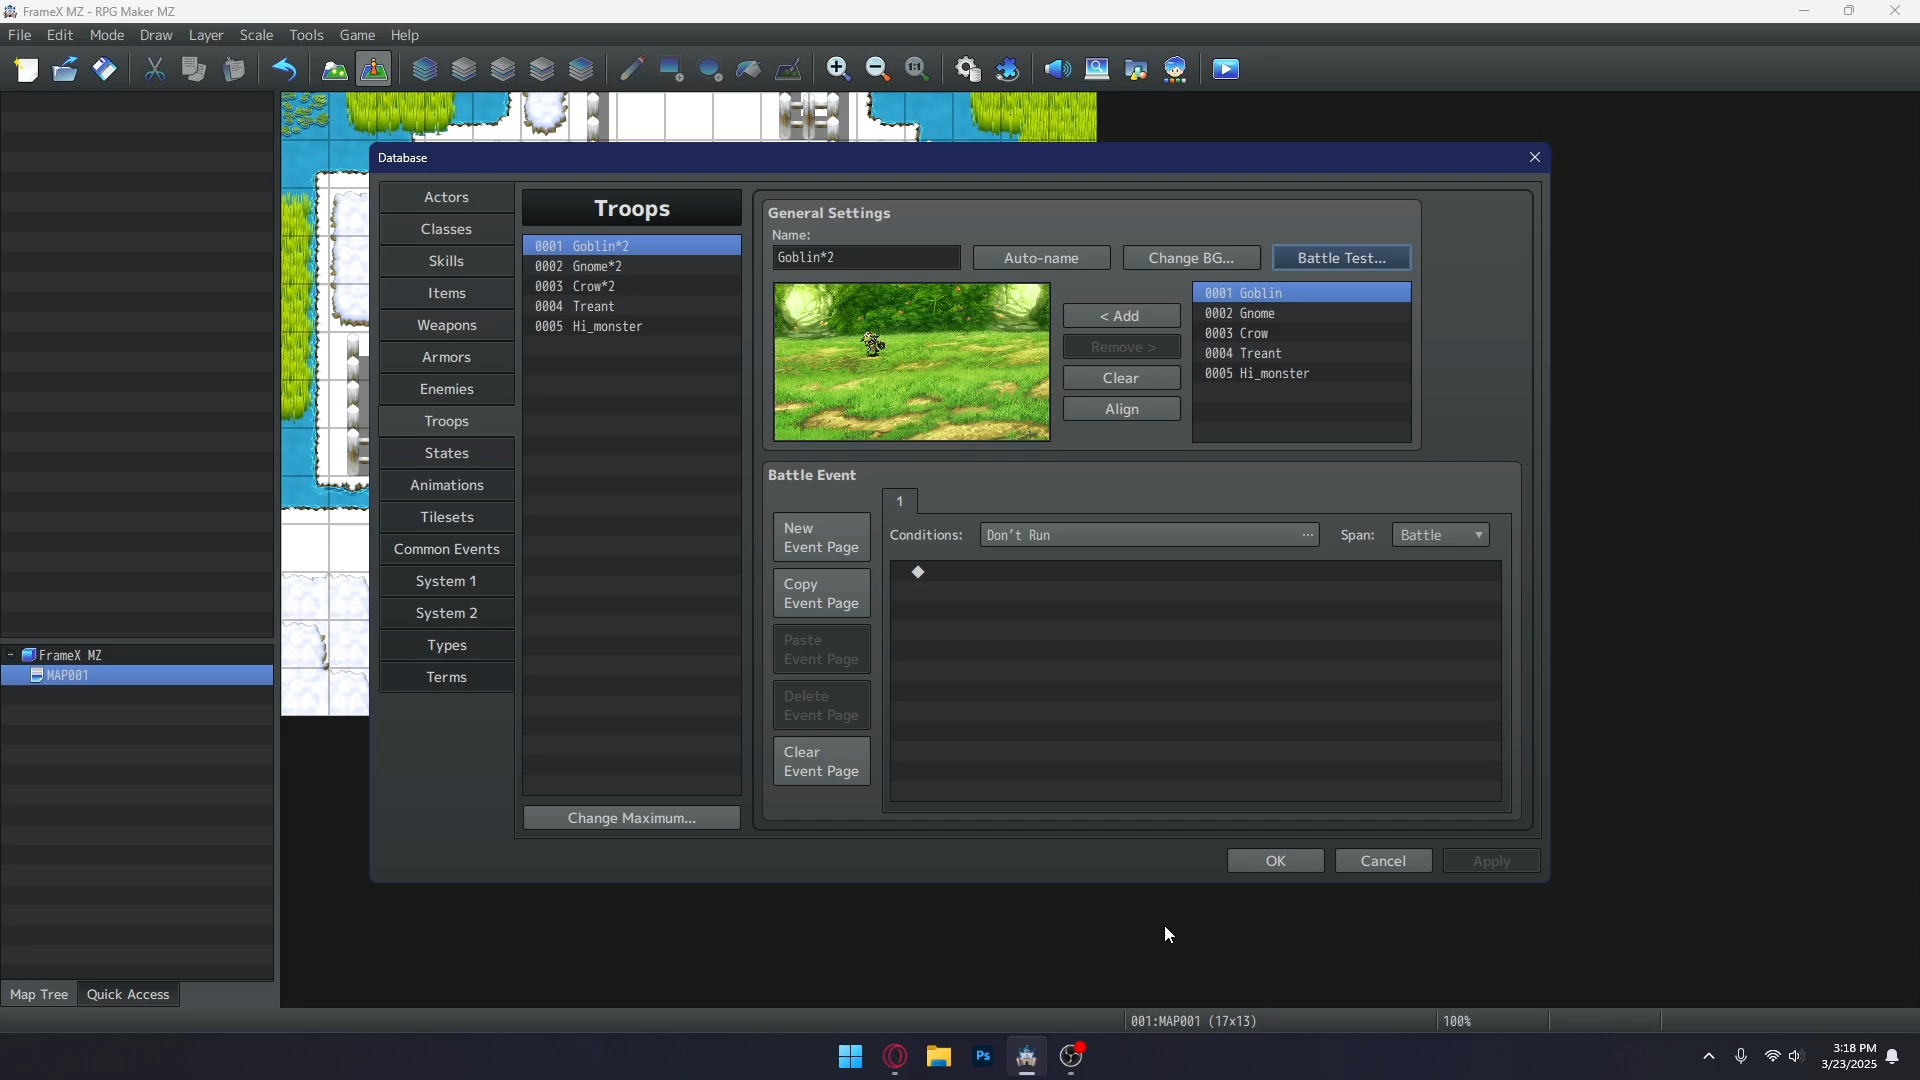 FrameX MZ - RPG Maker MZ
File Edit Mode Draw Layer Scale Tools Game Help
1:1
Database
Actors
Classes
Skills
Items
Weapons
Armors
Enemies
Troops
States
Animations
Tilesets
Common Events
System 1
System 2
Types
Terms
Troops
0001 Goblin*2
0002 Gnome*2
0003 Crow*2
0004 Treant
0005 Hi_monster
Change Maximum...
General Settings
Name:
Goblin*2
Auto-name
Change BG...
Battle Test...
< Add
Remove >
Clear
Align
0001 Goblin
0002 Gnome
0003 Crow
0004 Treant
0005 Hi_monster
Battle Event
1
New
Event Page
Copy
Event Page
Paste
Event Page
Delete
Event Page
Clear
Event Page
Conditions: Don't Run ... Span: Battle
OK
Cancel
Apply
FrameX MZ
MAP001
Map Tree
Quick Access
001:MAP001 (17x13)
100%
Ps
3:18 PM
3/23/2025